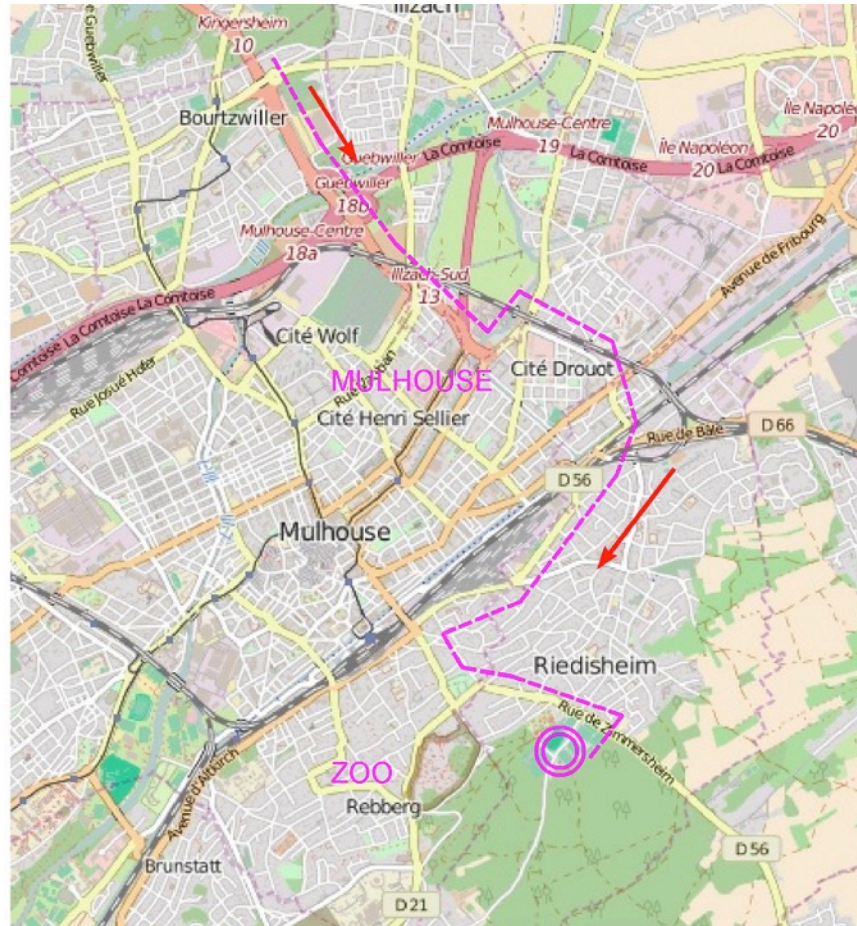 Illzach
Guebwiller
Kingersheim
10
Bourtzwiller
Île Napoléon
20
Mulhouse-Centre
19
Île Napoléon
20
La Comtoise
La Comtoise
La Comtoise
Guebwiller
Guebwiller
18b
Mulhouse-Centre
18a
Avenue de Fribourg
Illzach-Sud
13
Comtoise La Comtoise La Comtoise
Cité Wolf
Cité Drouot
MULHOUSE
Rue Josué Hofer
Cité Henri Sellier
Rue de Bâle
D 66
D 56
Mulhouse
Riedisheim
Rue de Zimmersheim
ZOO
Avenue d'Altkirch
Rebberg
Brunstatt
D 56
D 21